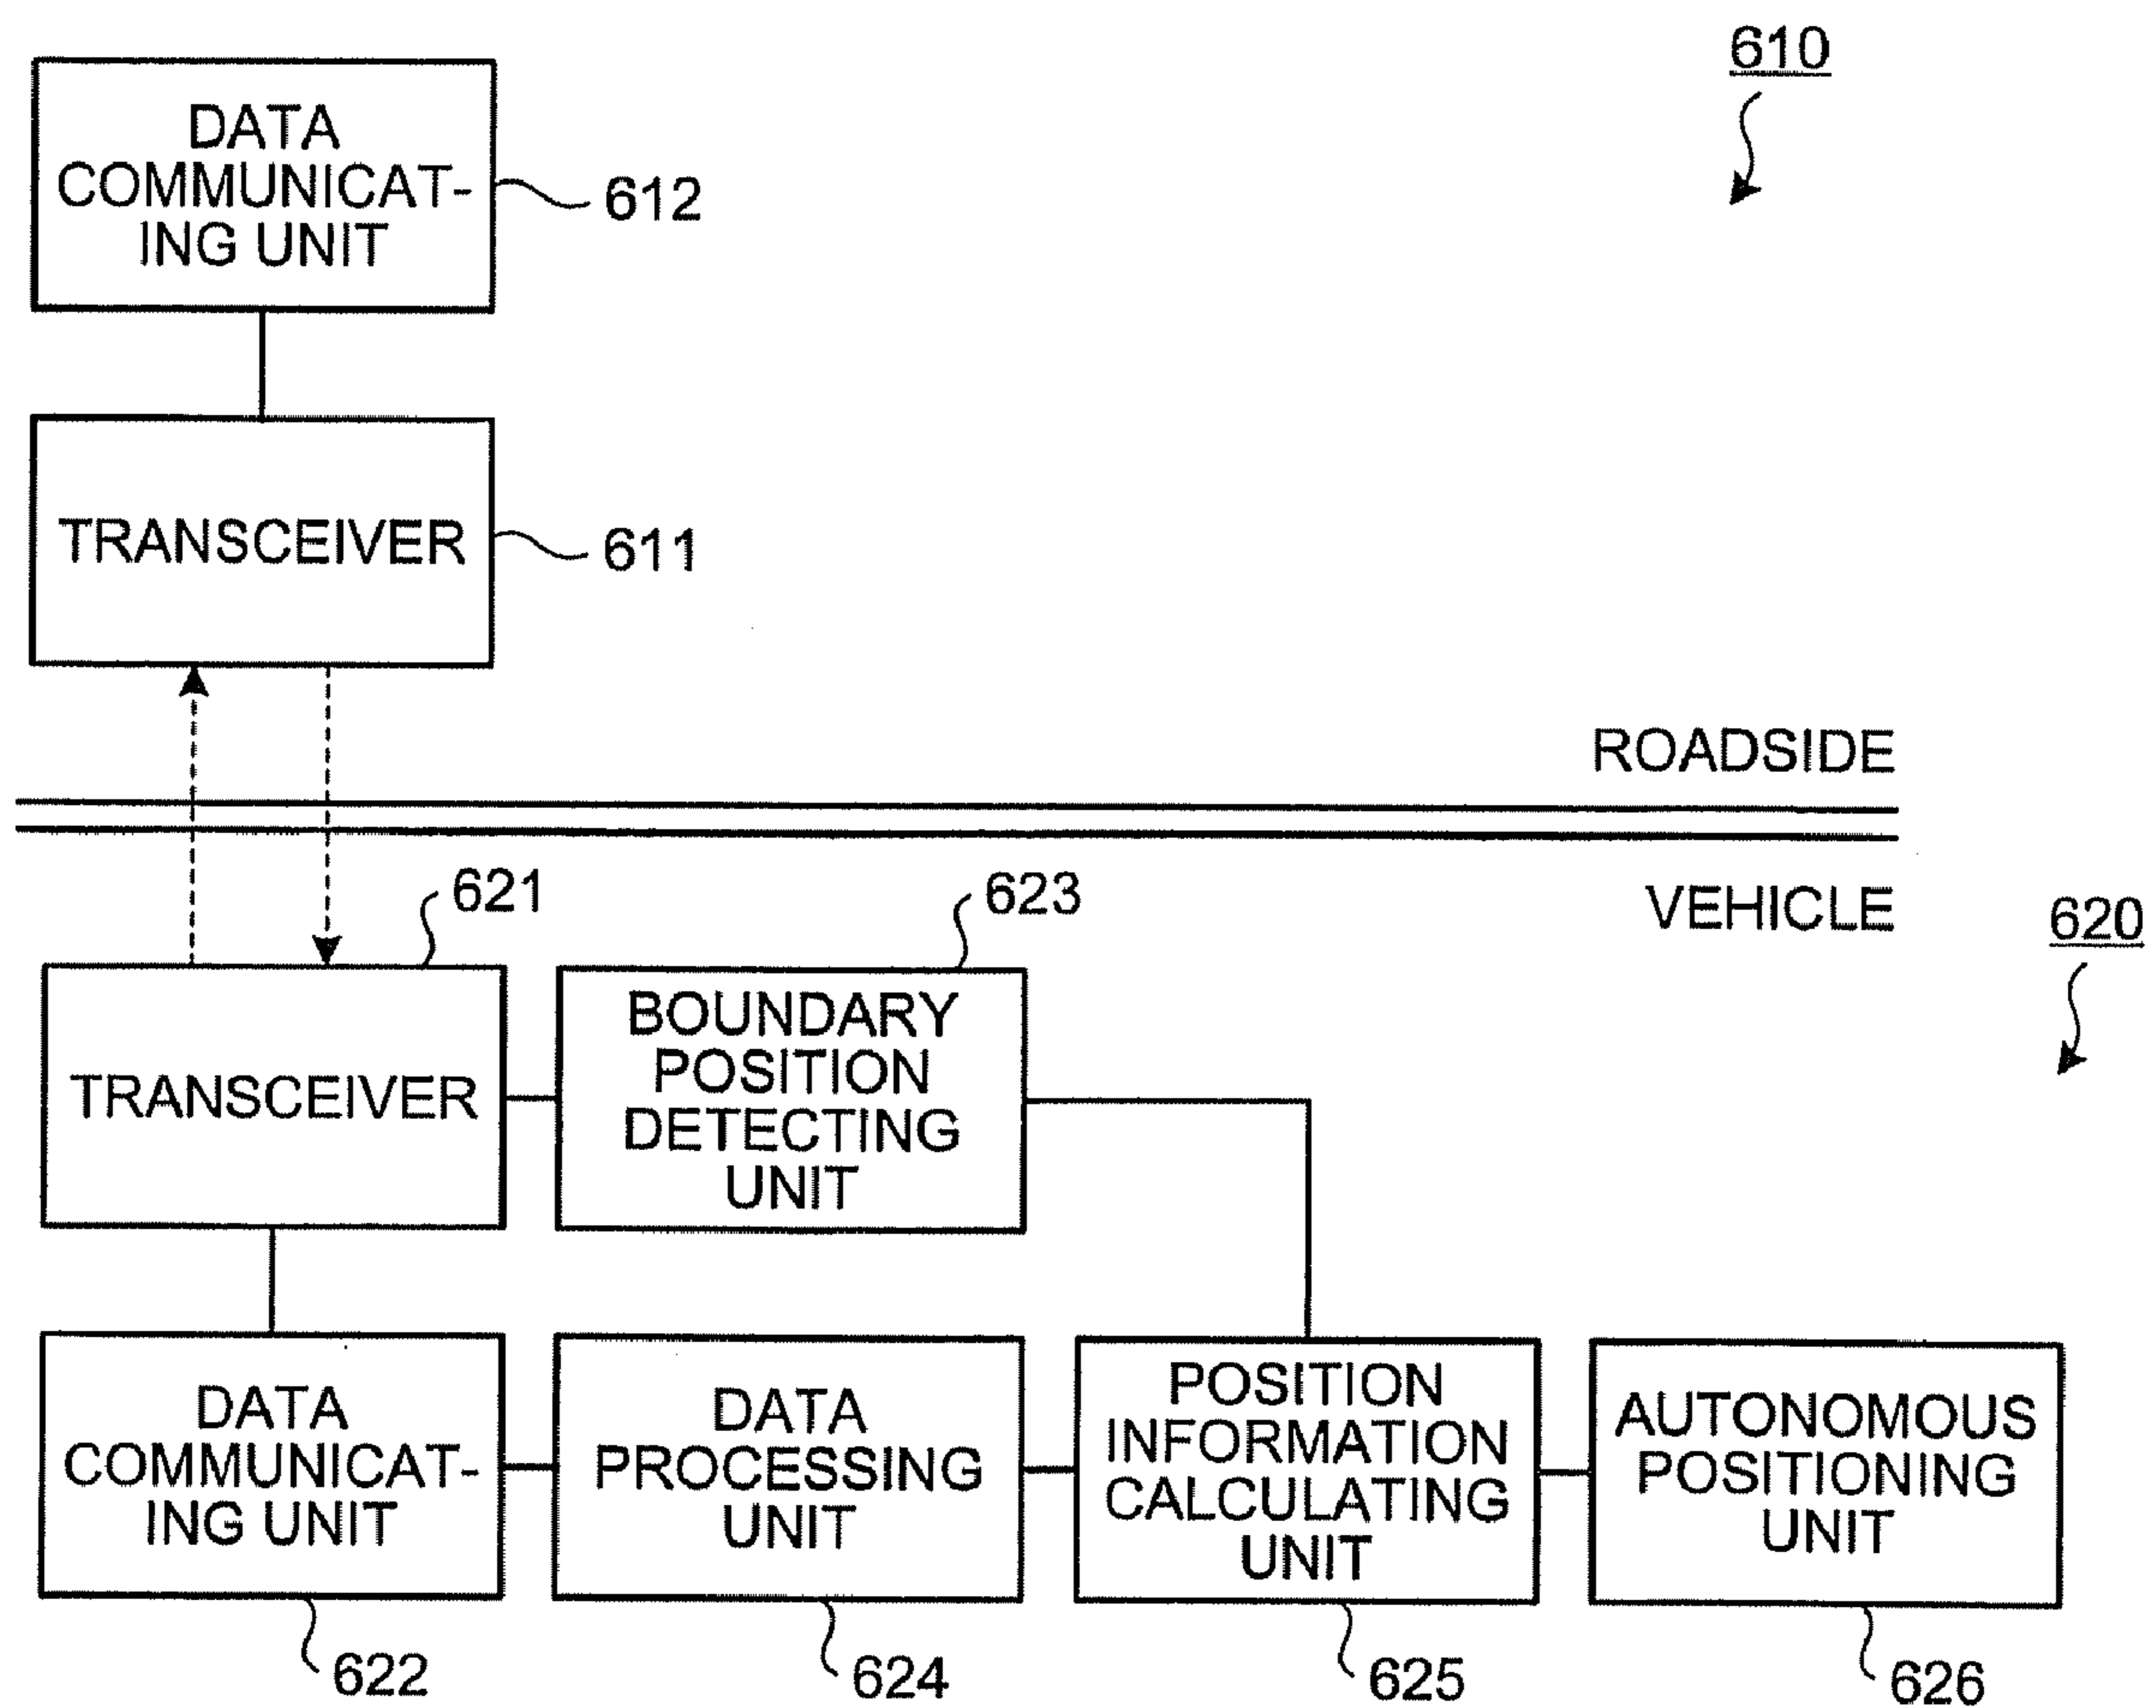 610
DATA
COMMUNICAT-
ING UNIT
612
TRANSCEIVER
611
ROADSIDE
VEHICLE
620
621
623
TRANSCEIVER
BOUNDARY
POSITION
DETECTING
UNIT
DATA
COMMUNICAT-
ING UNIT
DATA
PROCESSING
UNIT
POSITION
INFORMATION
CALCULATING
UNIT
AUTONOMOUS
POSITIONING
UNIT
622
624
625
626